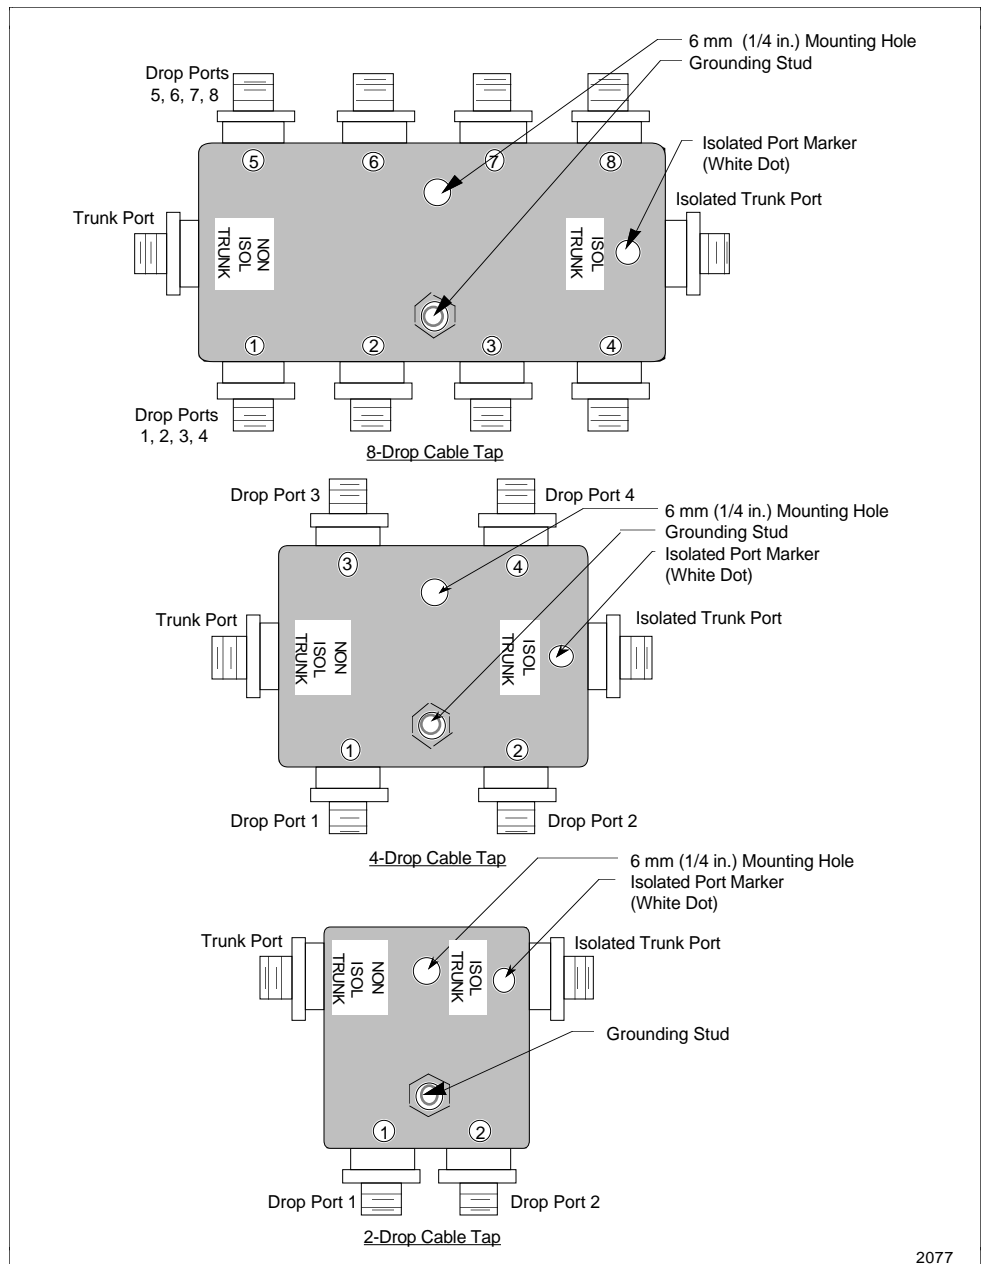 6 mm (1/4 in.) Mounting Hole
Grounding Stud
Drop Ports
5, 6, 7, 8
Isolated Port Marker
(White Dot)
5
6
7
8
Isolated Trunk Port
Trunk Port
NON
ISOL
TRUNK
ISOL
TRUNK
1
2
3
4
Drop Ports
1, 2, 3, 4
8-Drop Cable Tap
Drop Port 3
Drop Port 4
6 mm (1/4 in.) Mounting Hole
Grounding Stud
Isolated Port Marker
(White Dot)
3
4
Trunk Port
Isolated Trunk Port
NON
ISOL
TRUNK
ISOL
TRUNK
1
2
Drop Port 1
Drop Port 2
4-Drop Cable Tap
6 mm (1/4 in.) Mounting Hole
Isolated Port Marker
(White Dot)
Trunk Port
Isolated Trunk Port
NON
ISOL
TRUNK
ISOL
TRUNK
Grounding Stud
1
2
Drop Port 1
Drop Port 2
2-Drop Cable Tap
2077